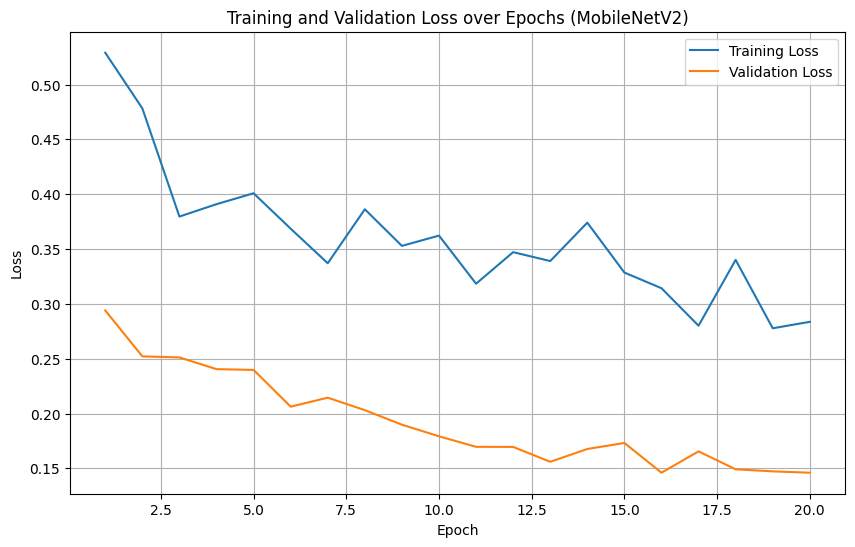 Training and Validation Loss over Epochs (MobileNetV2)
Training Loss
Validation Loss
0.50
0.45
0.40
0.35
0.30
0.25
0.20
0.15
Loss
2.5 5.0 7.5 10.0 12.5 15.0 17.5 20.0
Epoch